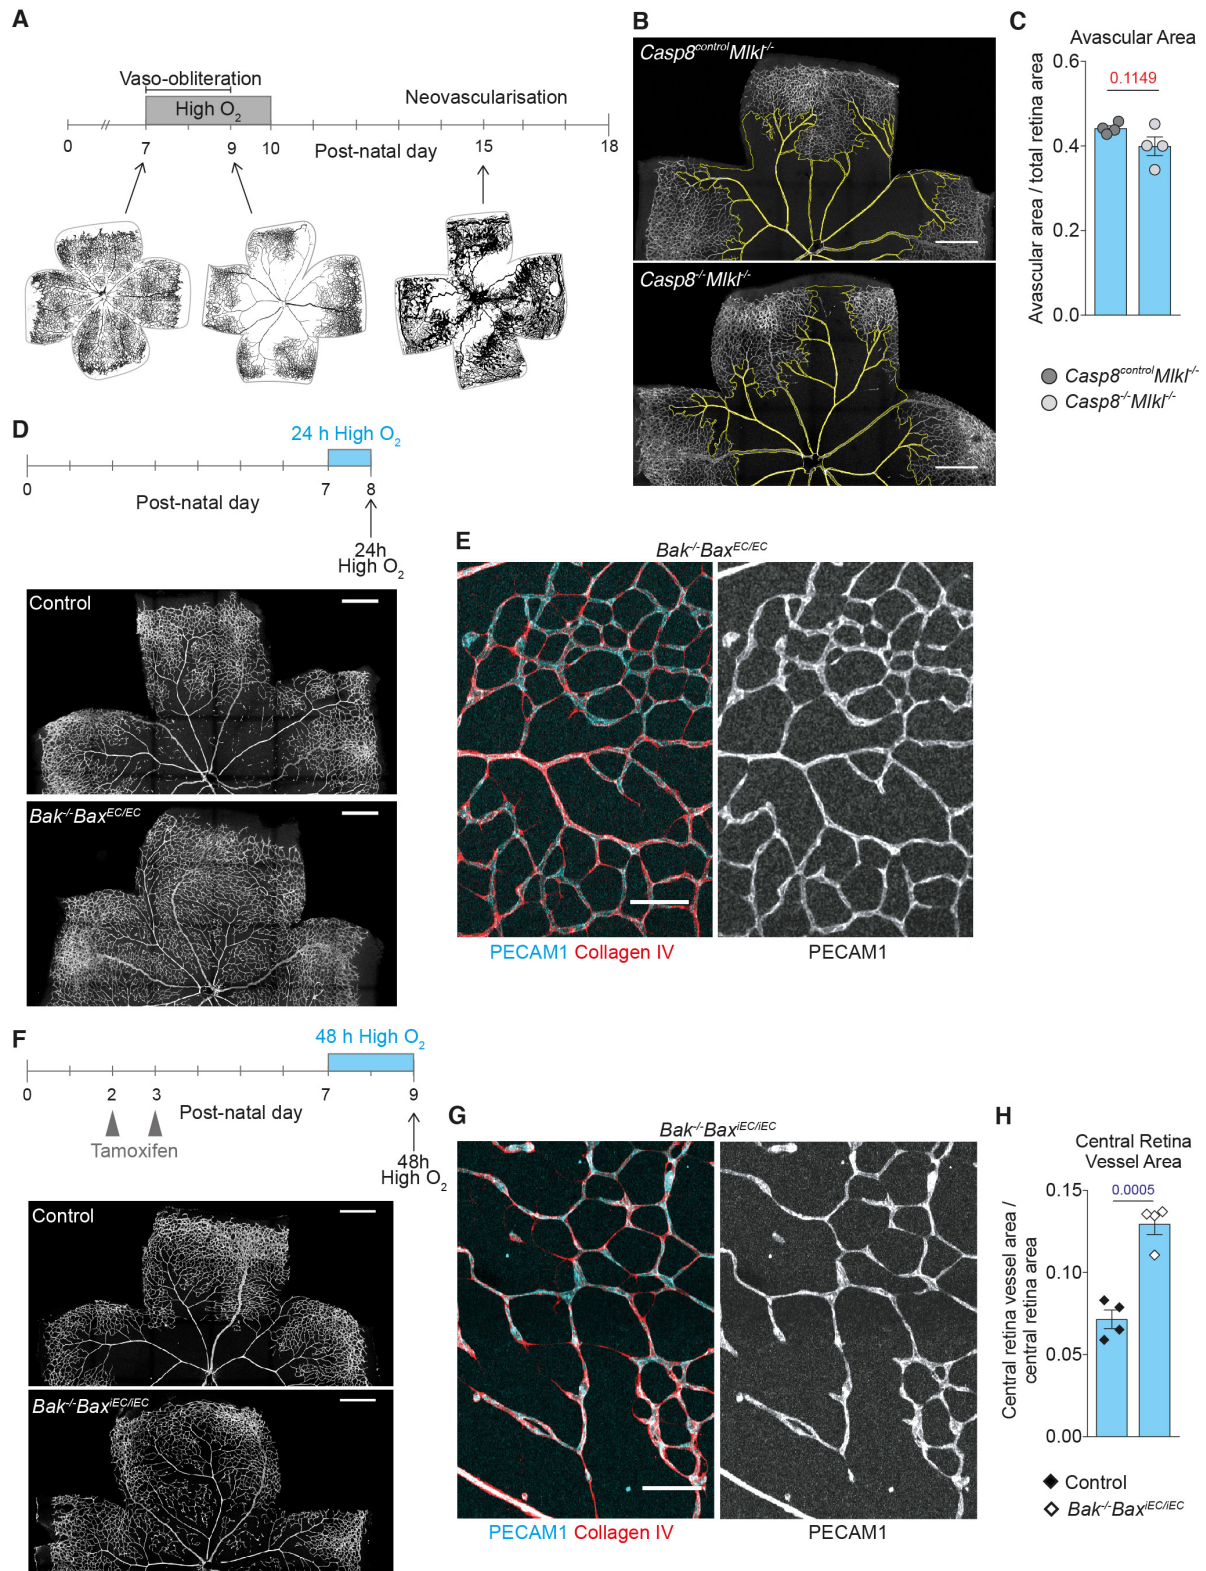 A
Vaso-obliteration
High O2
Neovascularisation
0 7 9 10 15 18
Post-natal day
B
Casp8controlMlkl-/-
Casp8-/-Mlkl-/-
C
Avascular Area
0.6
0.1149
0.4
0.2
0.0
Avascular area / total retina area
Casp8controlMlkl-/-
Casp8-/-Mlkl-/-
D
24 h High O2
0 7 8
Post-natal day
24h
High O2
Control
Bak-/-BaxEC/EC
E
Bak-/-BaxEC/EC
PECAM1 Collagen IV
PECAM1
F
48 h High O2
0 2 3 7 9
Post-natal day
Tamoxifen
48h
High O2
Control
Bak-/-BaxiEC/iEC
G
Bak-/-BaxiEC/iEC
PECAM1 Collagen IV
PECAM1
H
Central Retina
Vessel Area
0.15
0.0005
0.10
0.05
0.00
Central retina vessel area /
central retina area
Control
Bak-/-BaxiEC/iEC